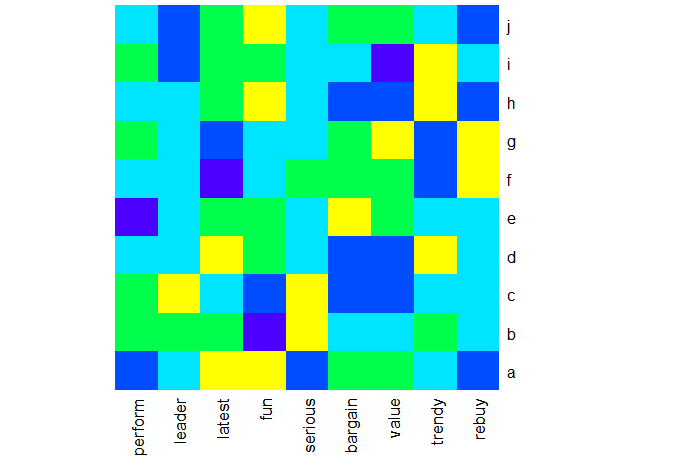 j
i
h
g
f
e
d
c
b
a
perform
leader
latest
fun
serious
bargain
value
trendy
rebuy